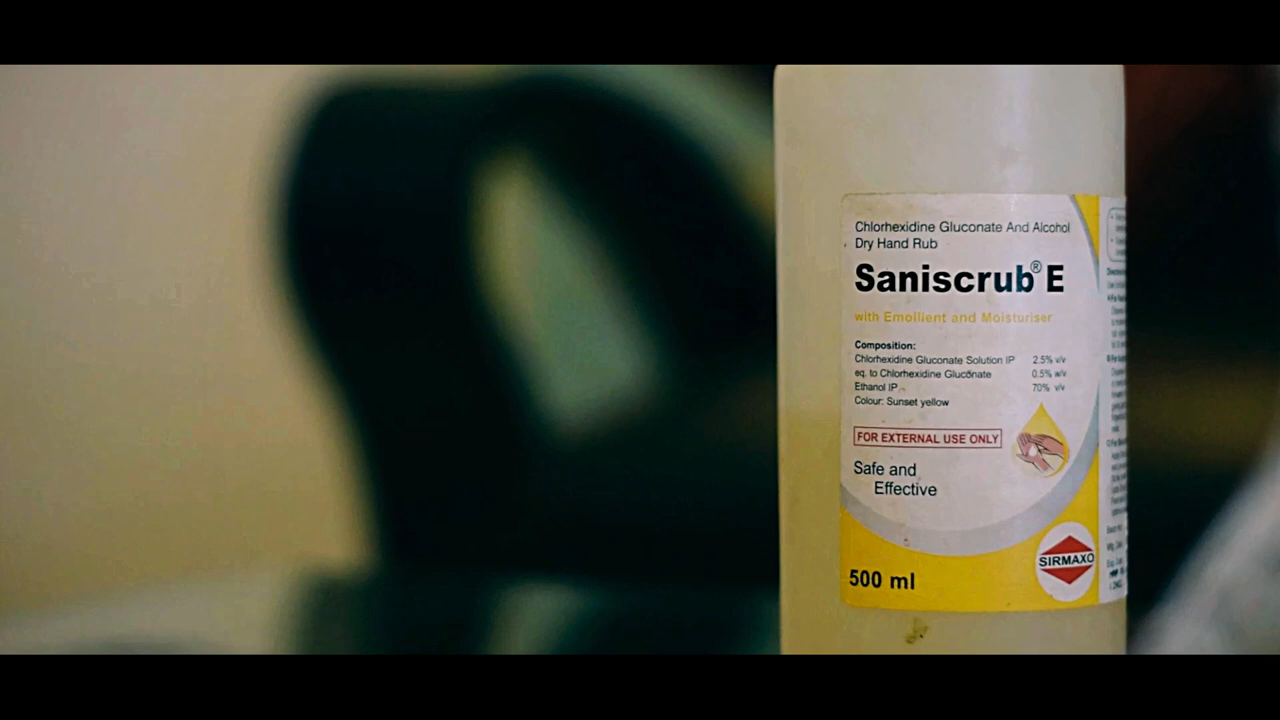 Chlorhexidine Gluconate And Alcohol
Dry Hand Rub
Saniscrub® E
with Emollient and Moisturiser
Composition:
Chlorhexidine Gluconate Solution IP 2.5% v/v
eq. to Chlorhexidine Gluconate 0.5% w/v
Ethanol IP 70% v/v
Colour: Sunset yellow
FOR EXTERNAL USE ONLY
Safe and
Effective
SIRMAXO
500 ml